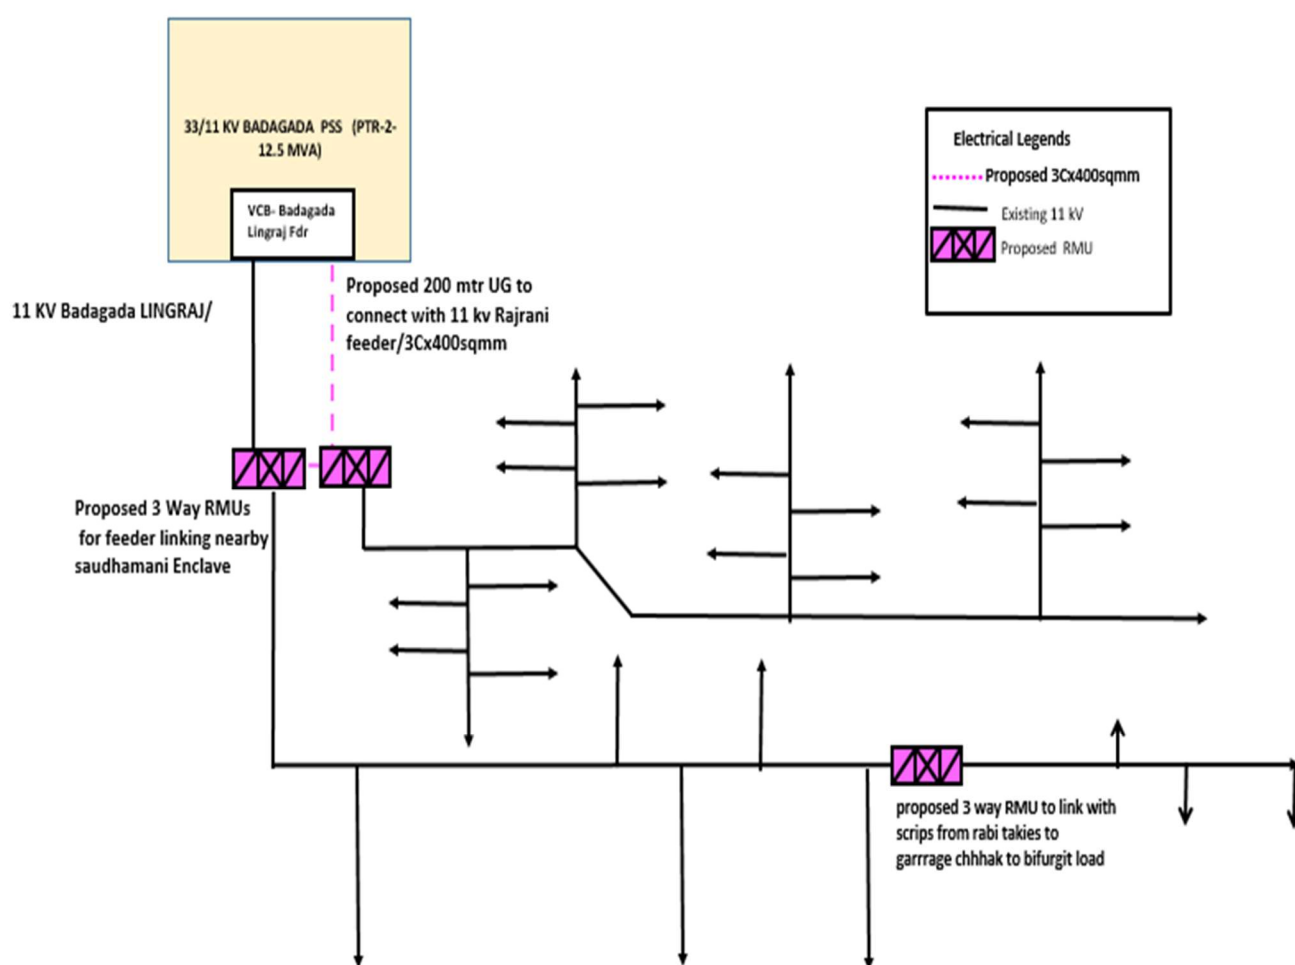 33/11 KV BADAGADA PSS (PTR-2-
12.5 MVA)
VCB- Badagada
Lingraj Fdr
Electrical Legends
Proposed 3Cx400sqmm
Existing 11 kV
Proposed RMU
11 KV Badagada LINGRAJ/
Proposed 200 mtr UG to
connect with 11 kv Rajrani
feeder/3Cx400sqmm
Proposed 3 Way RMUs
for feeder linking nearby
saudhamani Enclave
proposed 3 way RMU to link with
scrips from rabi takies to
garrrage chhhak to bifurgit load